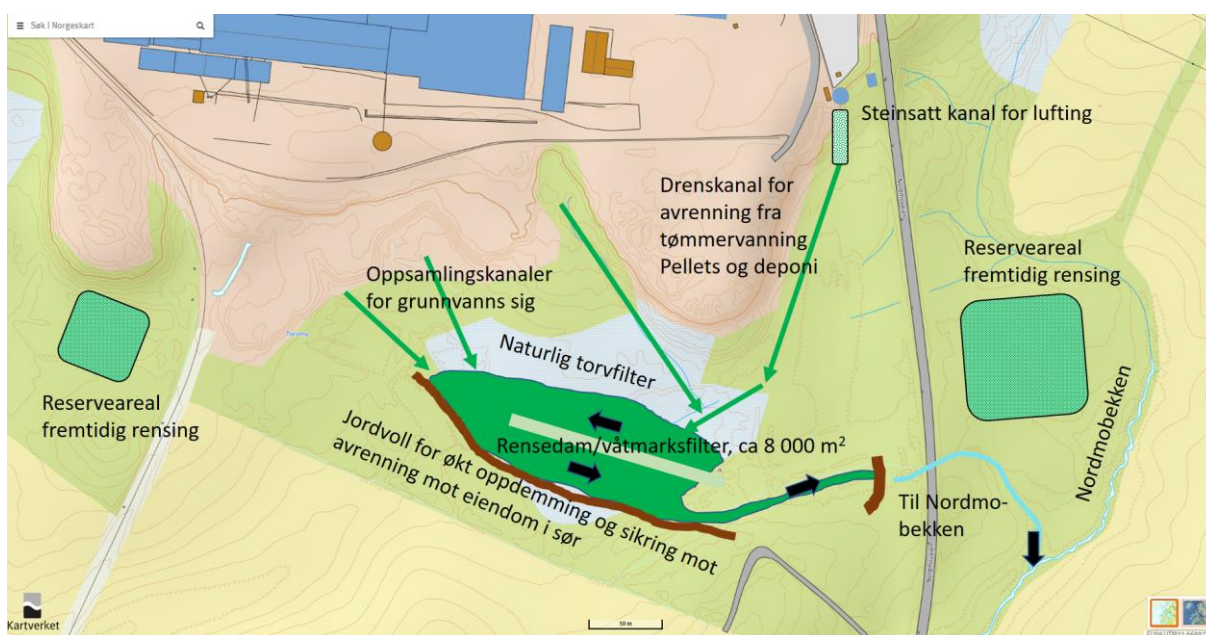 Søk i Norgeskart
Steinsatt kanal for lufting
Drenskanal for
avrenning fra
tømmervanning
Pellets og deponi
Oppsamlingskanaler
for grunnvanns sig
Reserveareal
fremtidig rensing
Naturlig torvfilter
Reserveareal
fremtidig rensing
Jordvoll for økt oppdemming og sikring mot
avrenning mot eiendom i sør
Rensedam/våtmarksfilter, ca 8 000 m²
Til Nordmo-
bekken
Nordmobekken
Kartverket
50 m